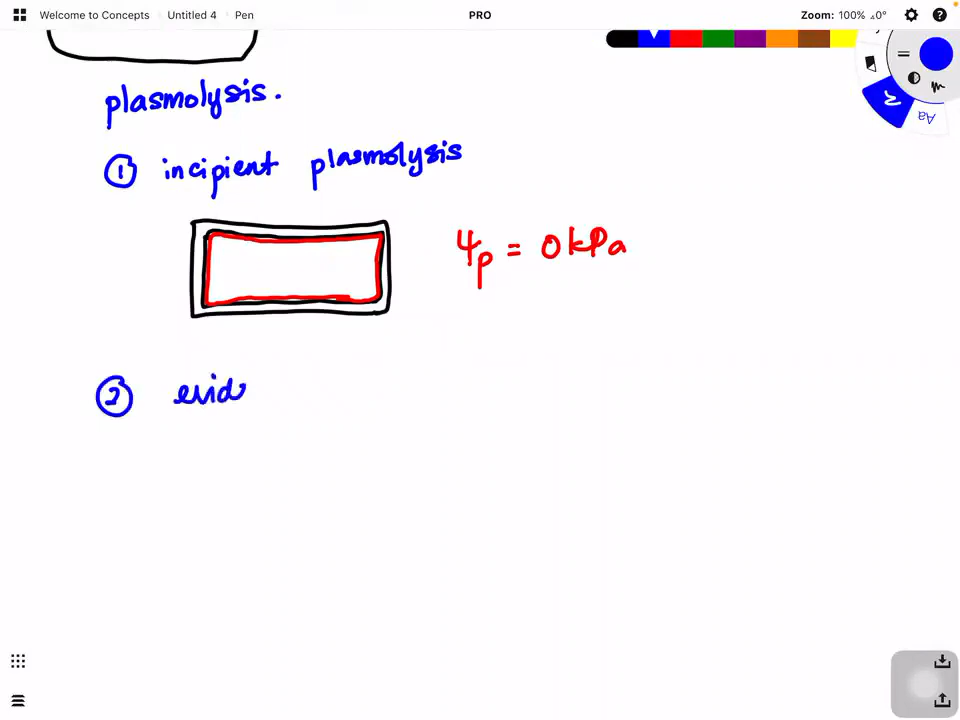 Welcome to Concepts Untitled 4 Pen PRO Zoom: 100% ⊿0°
Aa
plasmolysis.
① incipient plasmolysis
Ψp = 0 kPa
② evide